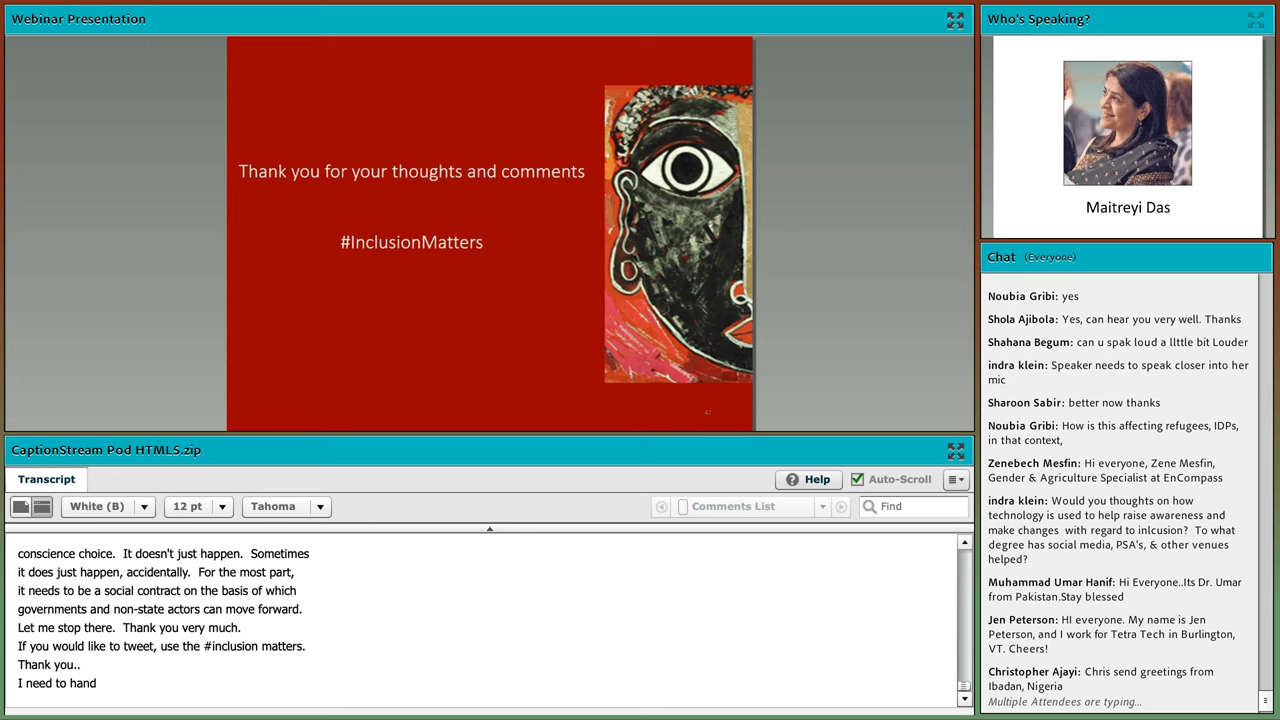 Webinar Presentation
Thank you for your thoughts and comments
#InclusionMatters
47
Who's Speaking?
Maitreyi Das
Chat (Everyone)
Noubia Gribi: yes
Shola Ajibola: Yes, can hear you very well. Thanks
Shahana Begum: can u spak loud a llttle bit Louder
indra klein: Speaker needs to speak closer into her
mic
Sharoon Sabir: better now thanks
Noubia Gribi: How is this affecting refugees, IDPs,
in that context,
Zenebech Mesfin: Hi everyone, Zene Mesfin,
Gender & Agriculture Specialist at EnCompass
indra klein: Would you thoughts on how
technology is used to help raise awareness and
make changes with regard to inlcusion? To what
degree has social media, PSA's, & other venues
helped?
Muhammad Umar Hanif: Hi Everyone..Its Dr. Umar
from Pakistan.Stay blessed
Jen Peterson: HI everyone. My name is Jen
Peterson, and I work for Tetra Tech in Burlington,
VT. Cheers!
Christopher Ajayi: Chris send greetings from
Ibadan, Nigeria
Multiple Attendees are typing...
CaptionStream Pod HTML5.zip
Transcript
Help
Auto-Scroll
White (B)
12 pt
Tahoma
Comments List
Find
conscience choice. It doesn't just happen. Sometimes
it does just happen, accidentally. For the most part,
it needs to be a social contract on the basis of which
governments and non-state actors can move forward.
Let me stop there. Thank you very much.
If you would like to tweet, use the #inclusion matters.
Thank you..
I need to hand